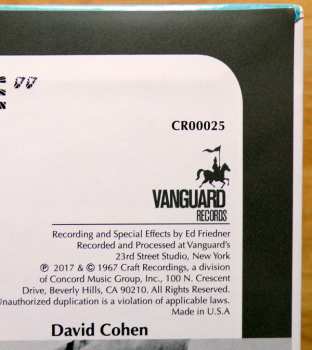 CR00025
VANGUARD
RECORDS
Recording and Special Effects by Ed Friedner
Recorded and Processed at Vanguard's
23rd Street Studio, New York
℗ 2017 & © 1967 Craft Recordings, a division
of Concord Music Group, Inc., 100 N. Crescent
Drive, Beverly Hills, CA 90210. All Rights Reserved.
Unauthorized duplication is a violation of applicable laws.
Made in U.S.A
David Cohen